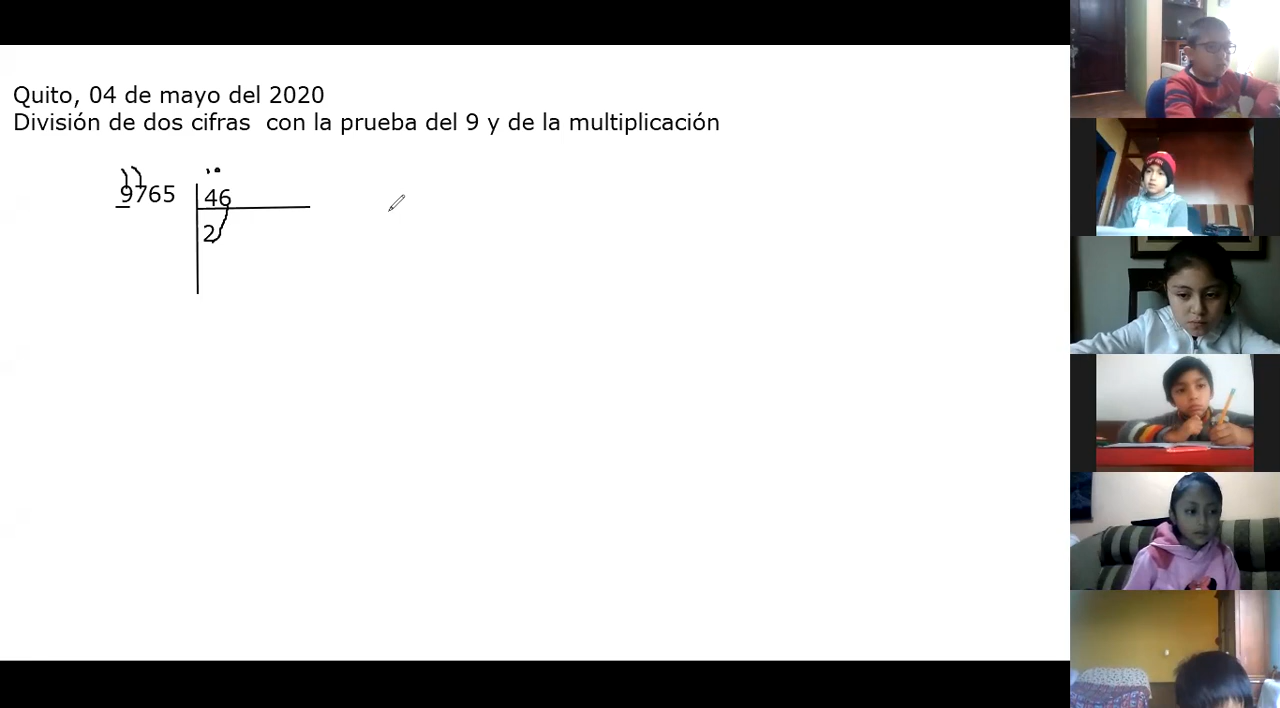 Quito, 04 de mayo del 2020
División de dos cifras con la prueba del 9 y de la multiplicación
9765 46
2